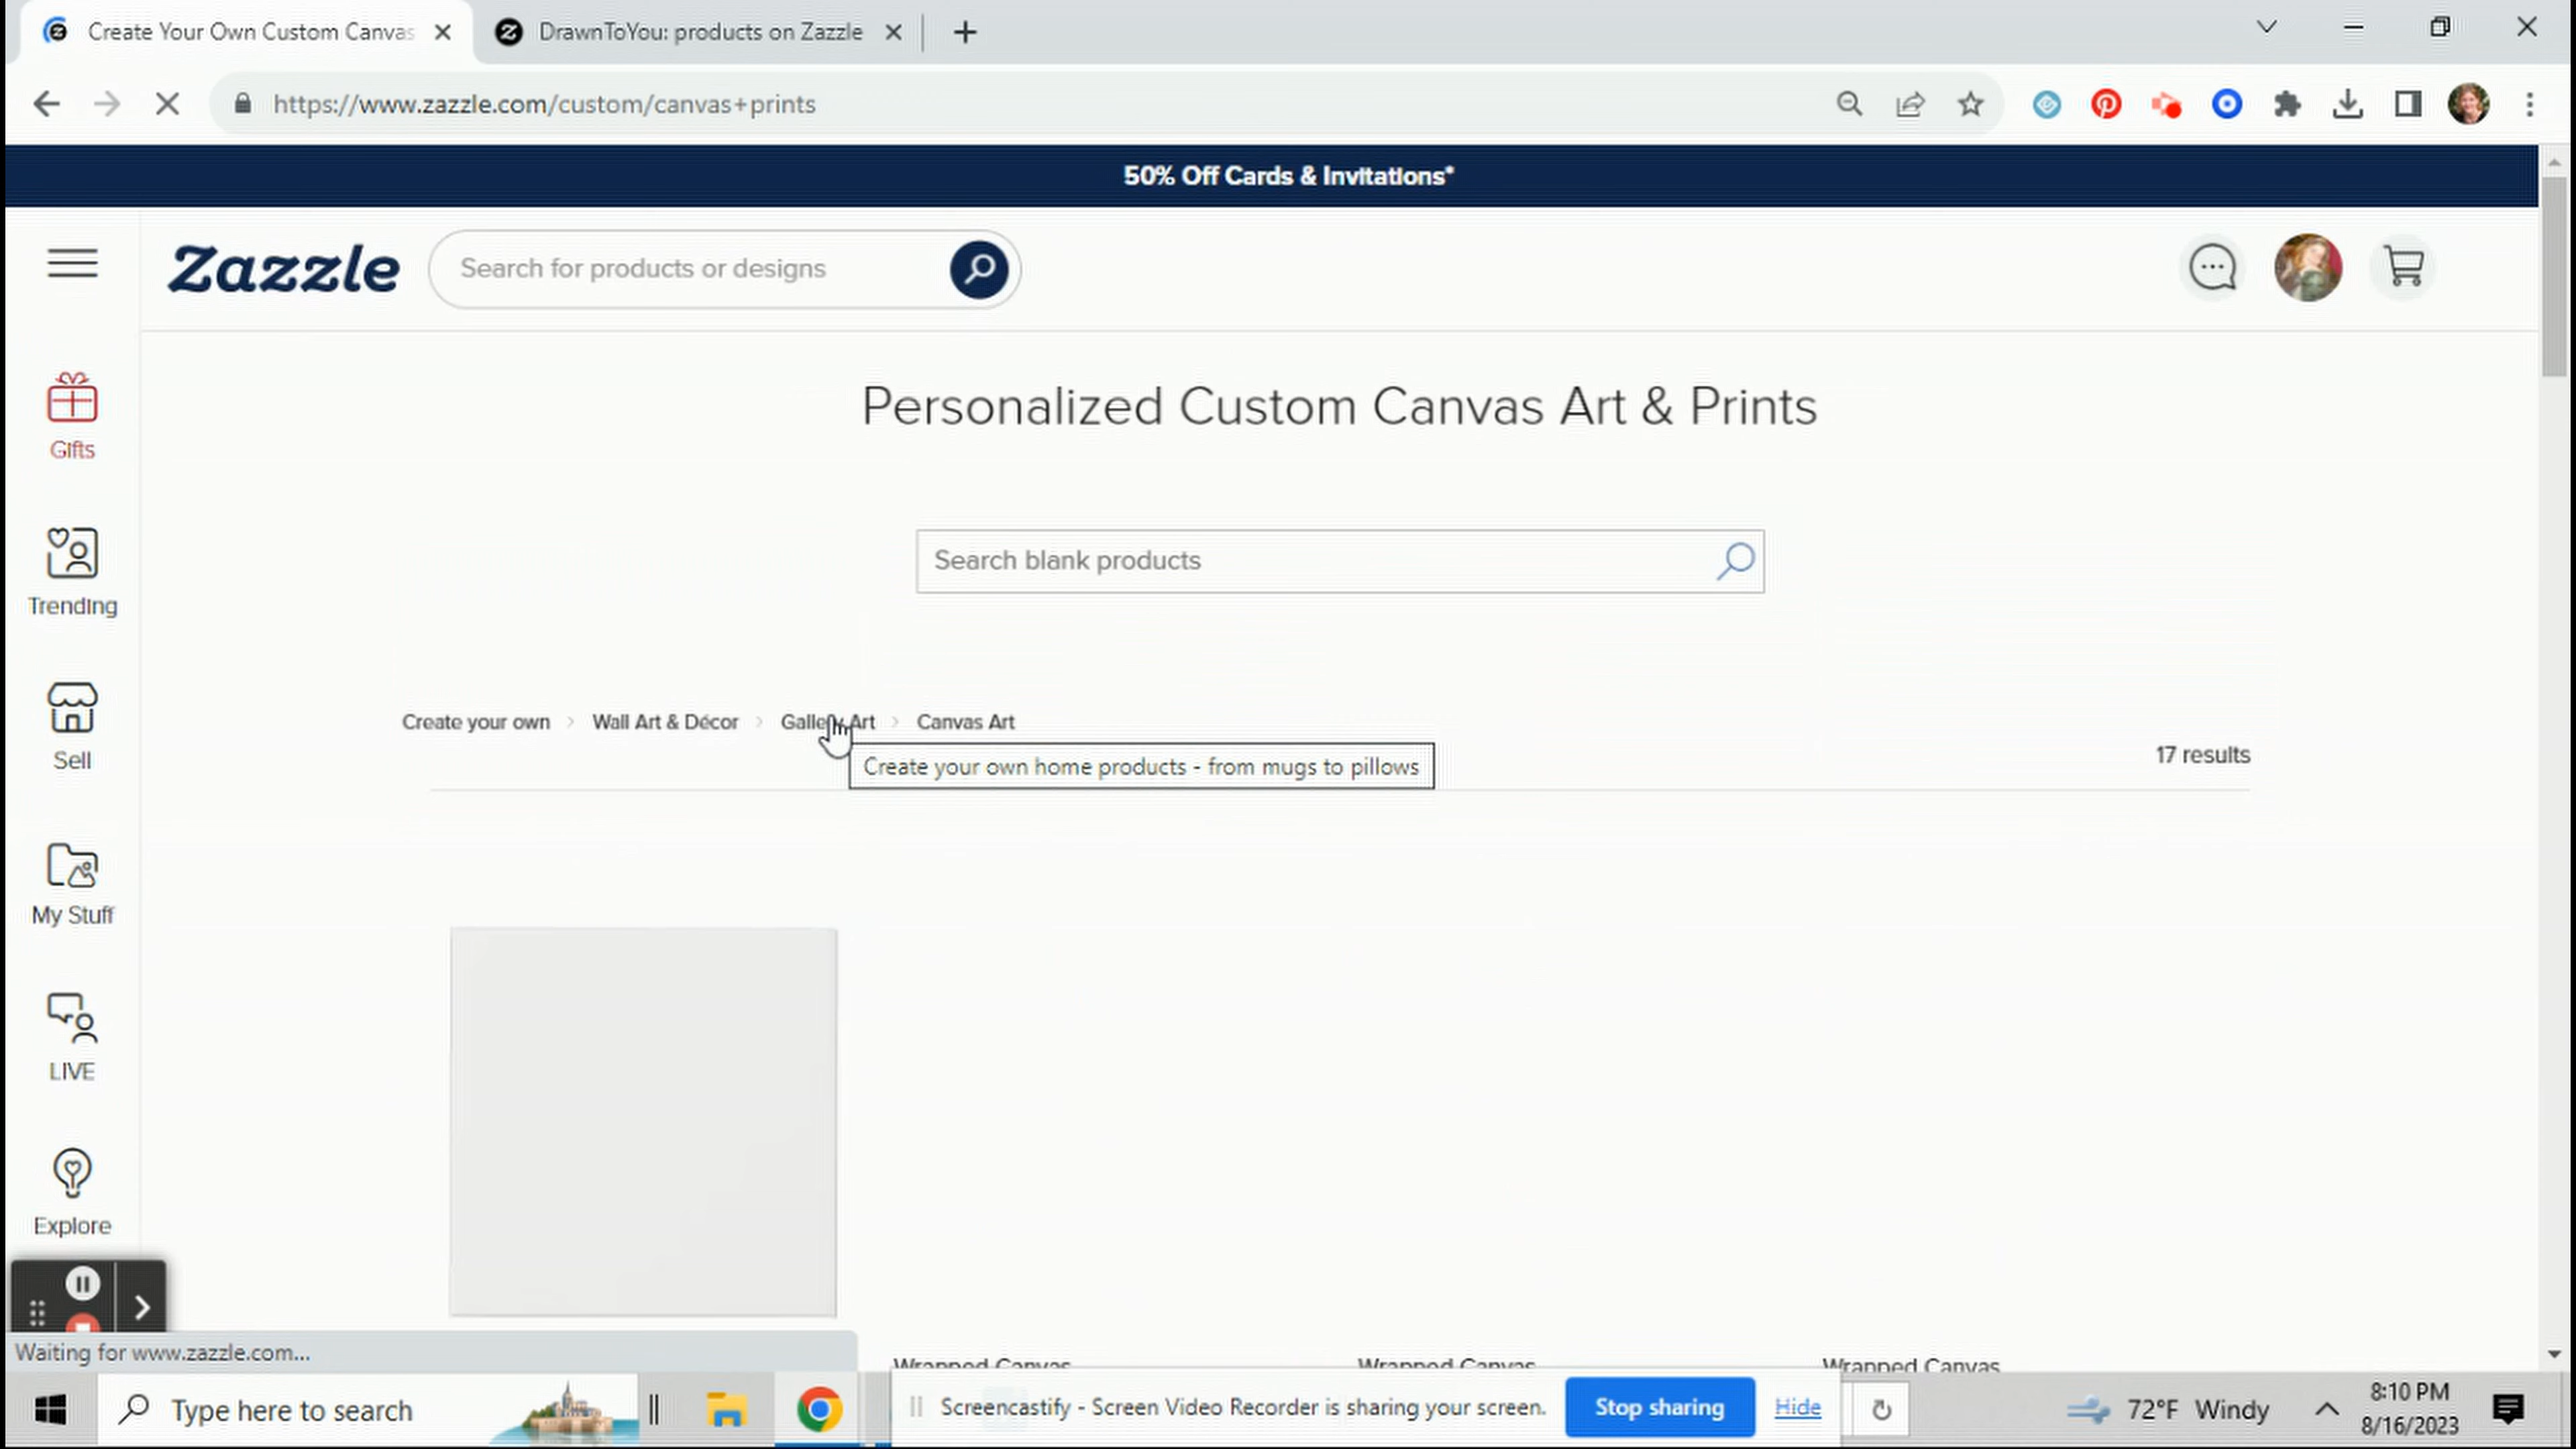 Create Your Own Custom Canvas
DrawnToYou: products on Zazzle
https://www.zazzle.com/custom/canvas+prints
50% Off Cards & Invitations*
Zazzle
Search for products or designs
Gifts
Trending
Sell
My Stuff
LIVE
Explore
Personalized Custom Canvas Art & Prints
Search blank products
Create your own > Wall Art & Décor > Gallery Art > Canvas Art
Create your own home products - from mugs to pillows
17 results
Wrapped Canvas
Wrapped Canvas
Wrapped Canvas
Waiting for www.zazzle.com...
Type here to search
Screencastify - Screen Video Recorder is sharing your screen.
Stop sharing
Hide
72°F Windy
8:10 PM
8/16/2023